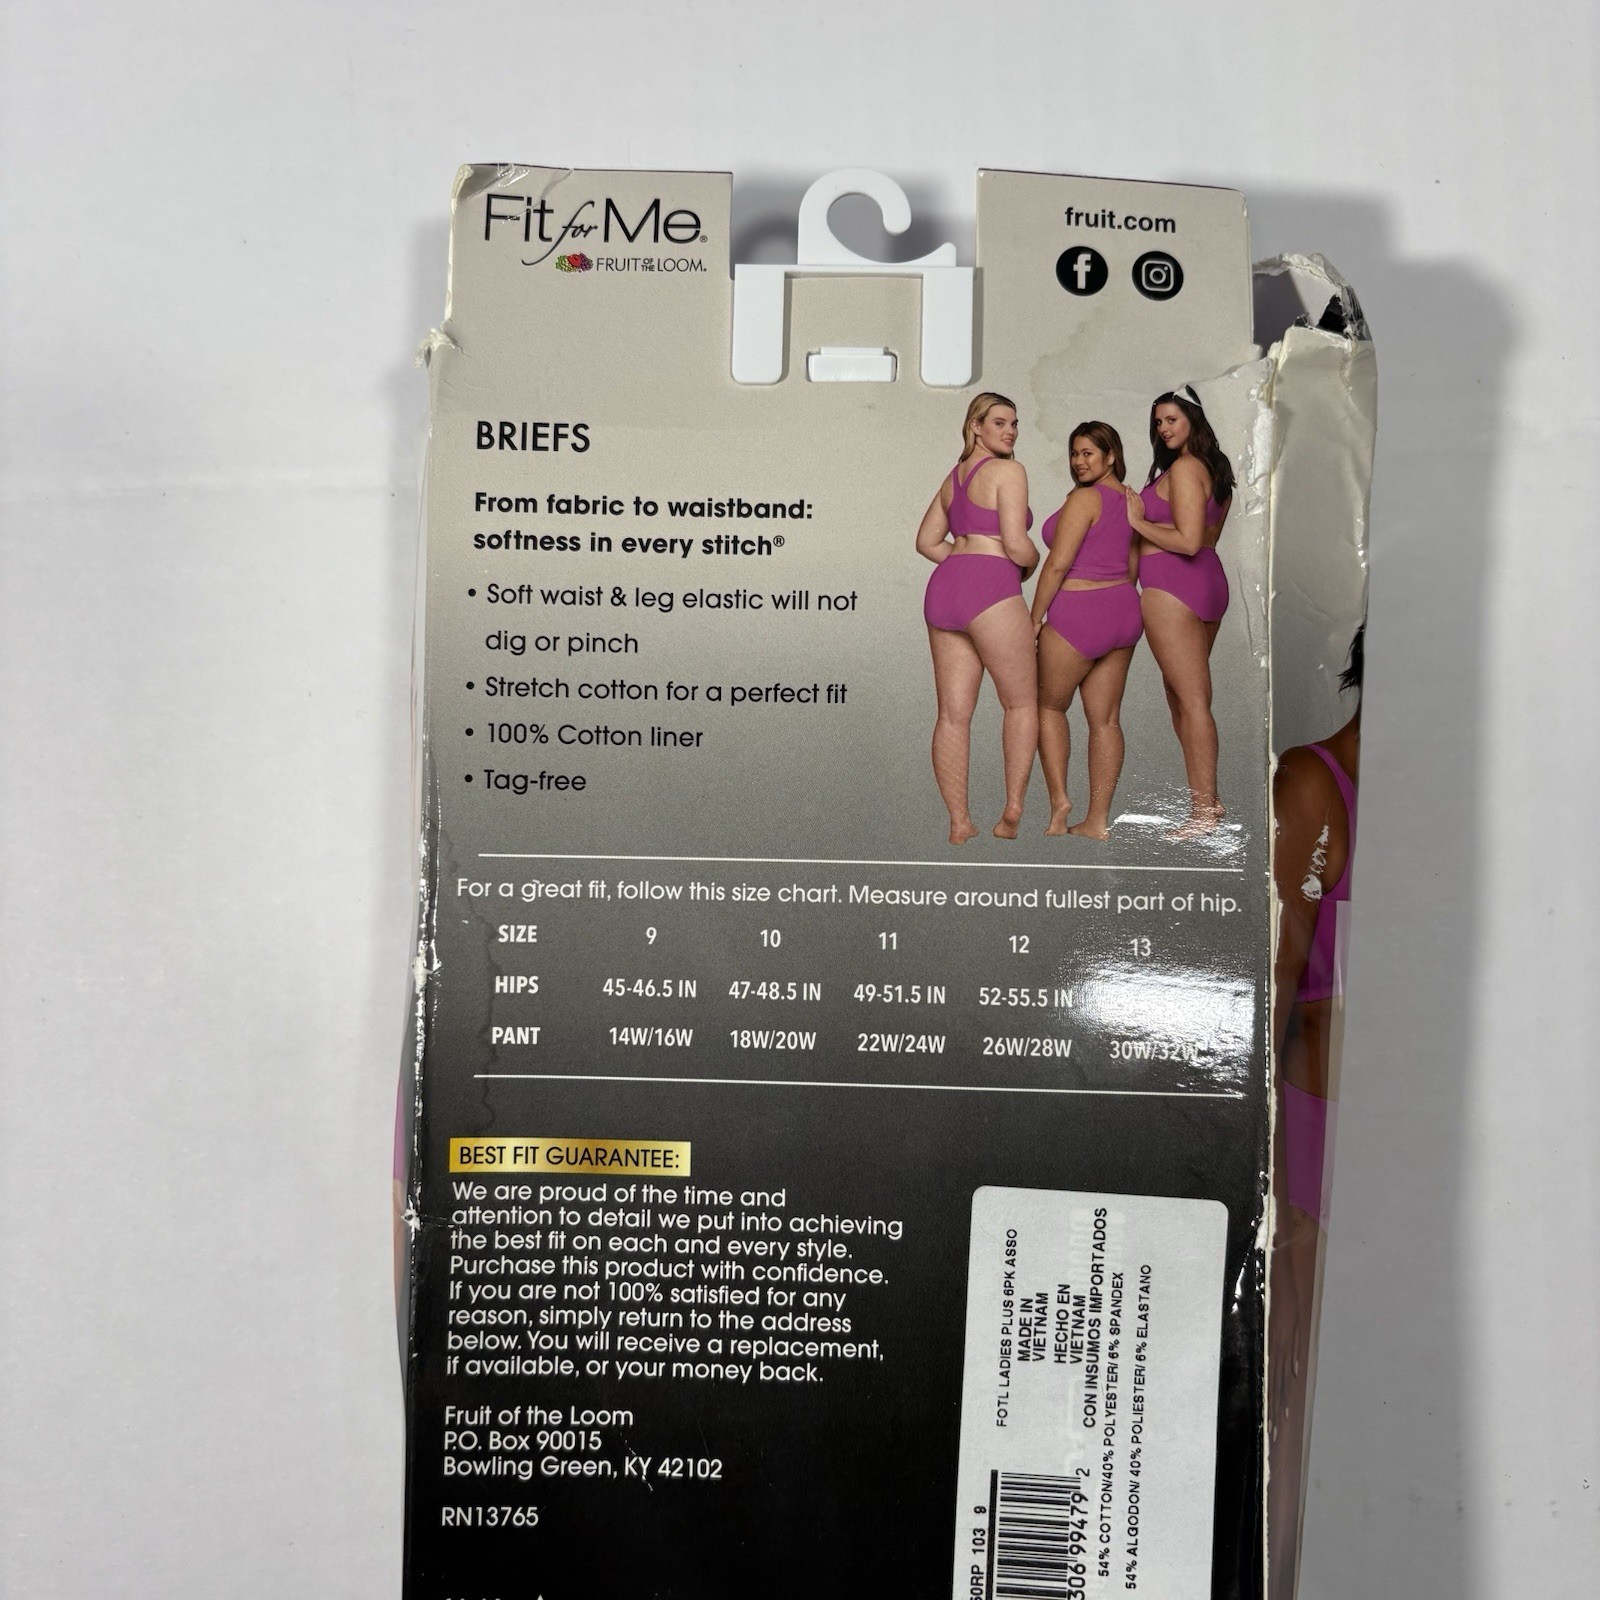 Fit for Me®
FRUIT OF THE LOOM®
fruit.com
BRIEFS
From fabric to waistband:
softness in every stitch®
• Soft waist & leg elastic will not
dig or pinch
• Stretch cotton for a perfect fit
• 100% Cotton liner
• Tag-free
For a great fit, follow this size chart. Measure around fullest part of hip.
SIZE 9 10 11 12 13
HIPS 45-46.5 IN 47-48.5 IN 49-51.5 IN 52-55.5 IN
PANT 14W/16W 18W/20W 22W/24W 26W/28W 30W/32W
BEST FIT GUARANTEE:
We are proud of the time and
attention to detail we put into achieving
the best fit on each and every style.
Purchase this product with confidence.
If you are not 100% satisfied for any
reason, simply return to the address
below. You will receive a replacement,
if available, or your money back.
Fruit of the Loom
P.O. Box 90015
Bowling Green, KY 42102
RN13765
FOTL LADIES PLUS 6PK ASSO
MADE IN
VIETNAM
HECHO EN
VIETNAM
CON INSUMOS IMPORTADOS
54% COTTON/40% POLYESTER/ 6% SPANDEX
54% ALGODON/ 40% POLIESTER/ 6% ELASTANO
60RP 103 9
306 99479 2